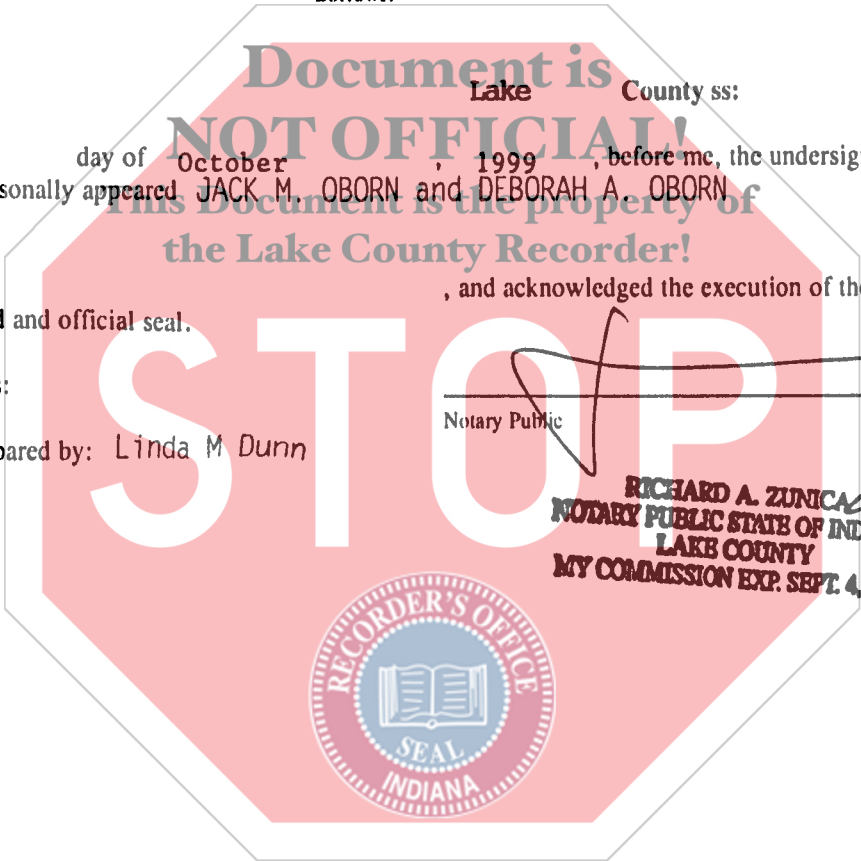 Document is
Lake County ss:
NOT OFFICIAL!
day of October , 1999 , before me, the undersig
sonally appeared JACK M. OBORN and DEBORAH A. OBORN
This Document is the property of
the Lake County Recorder!
, and acknowledged the execution of the
d and official seal.
STOP
s:
Notary Public
pared by: Linda M Dunn
RICHARD A. ZUNICA
NOTARY PUBLIC STATE OF IND
LAKE COUNTY
MY COMMISSION EXP. SEPT. 4,
RECORDER'S OFFICE
SEAL
INDIANA